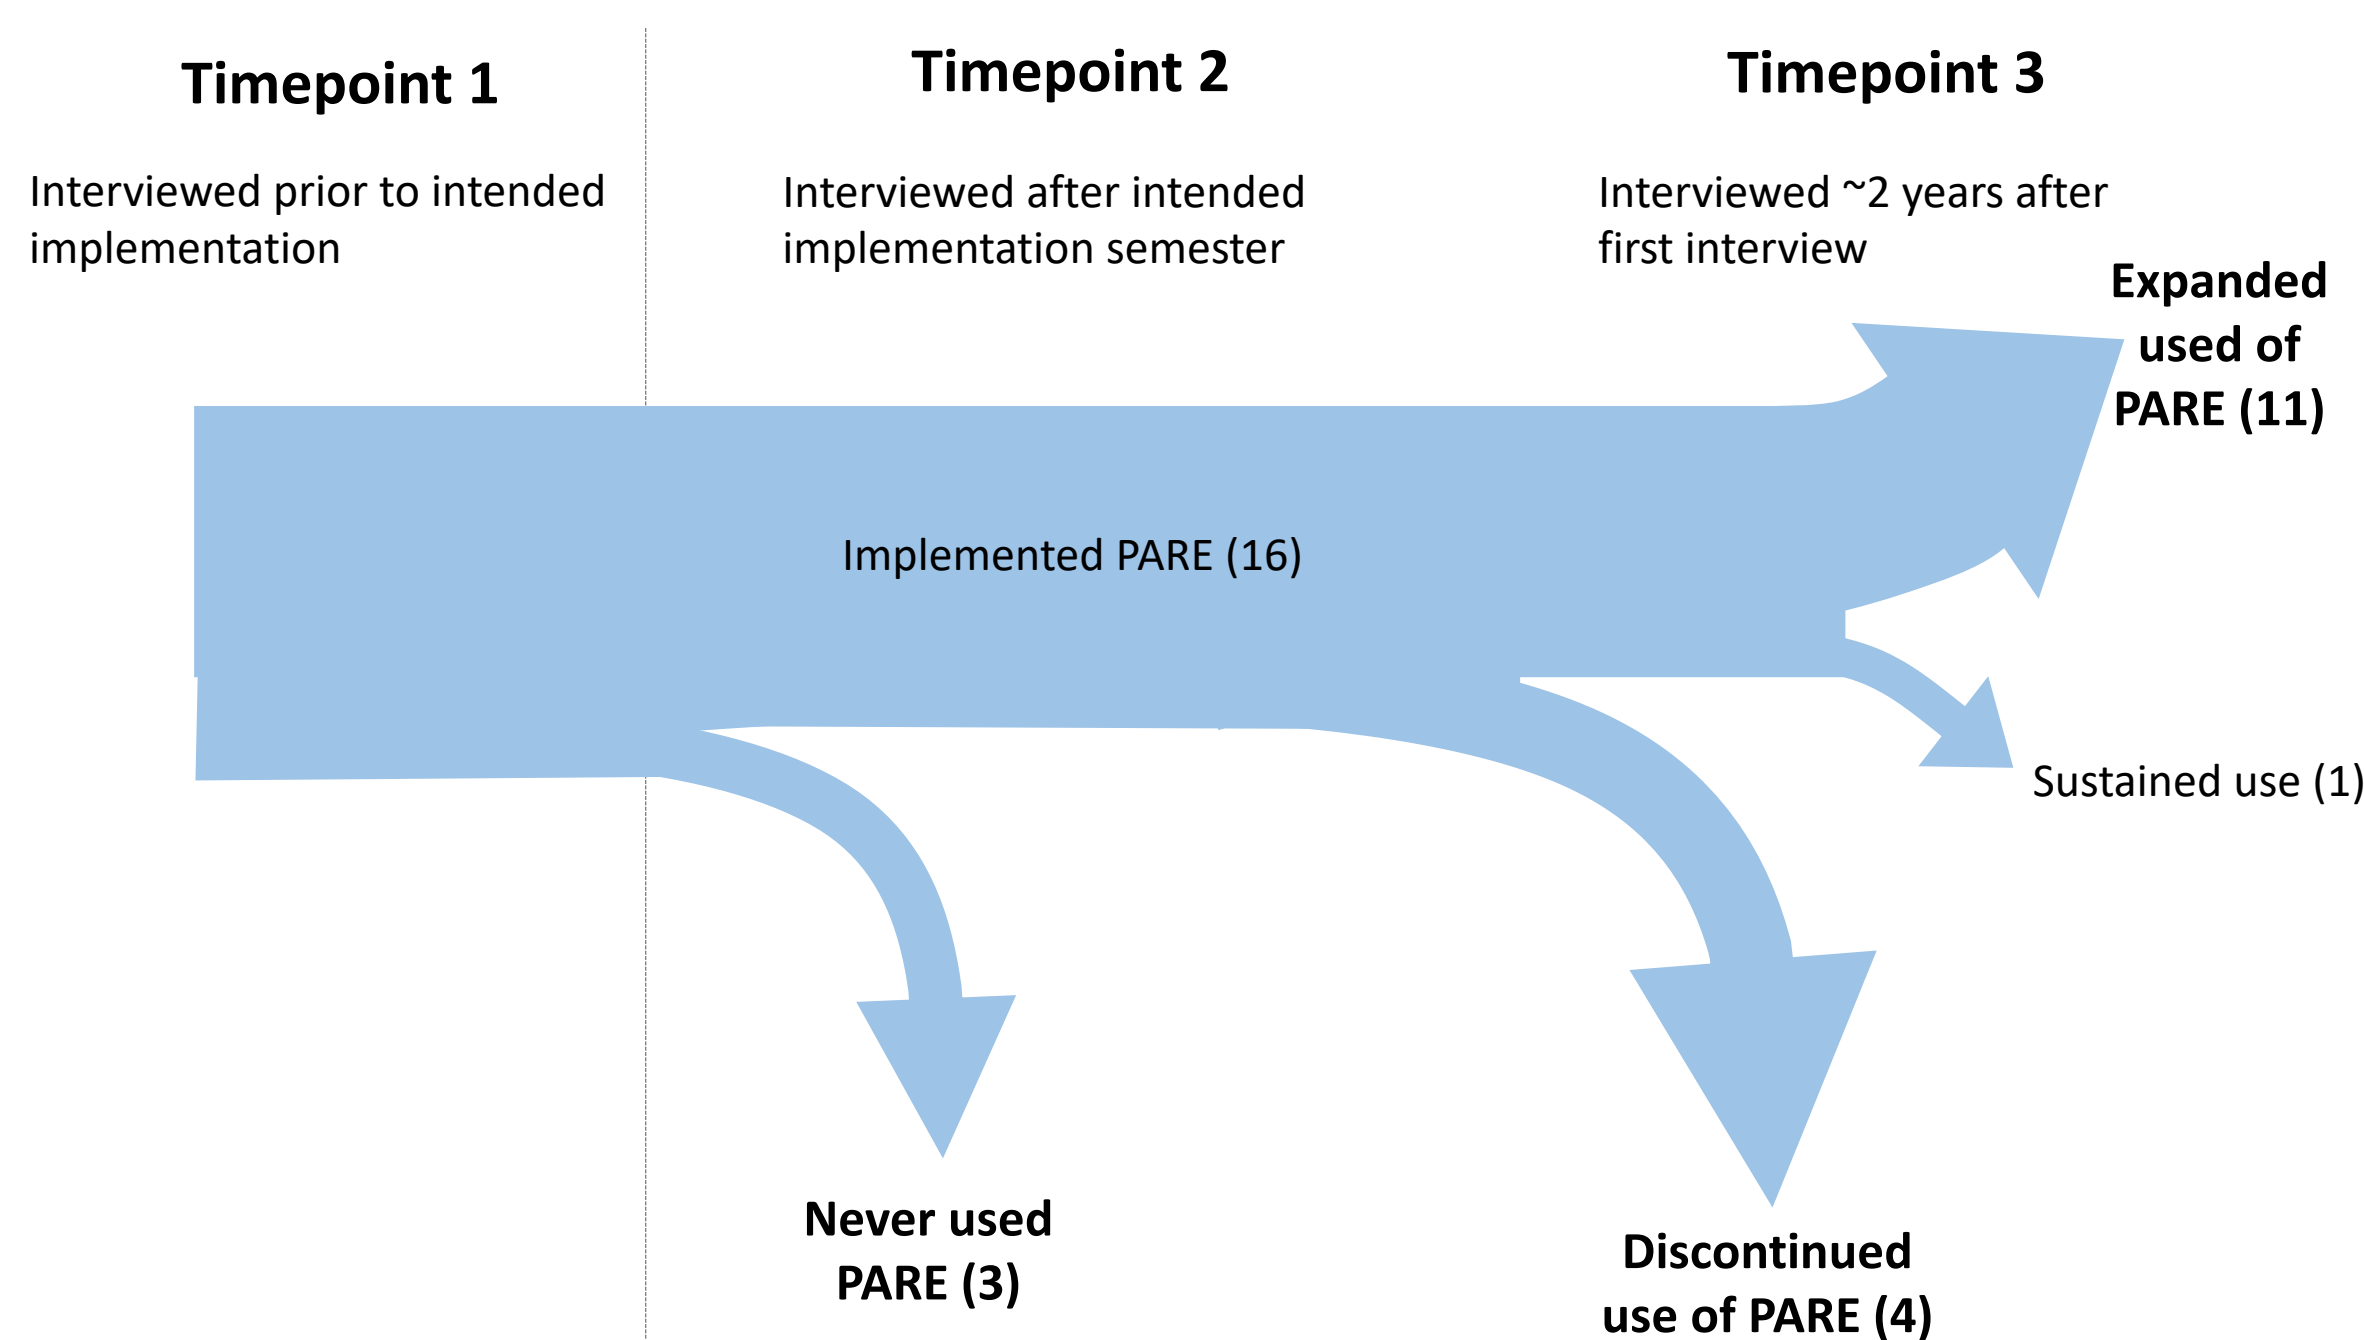 Timepoint 1
Interviewed prior to intended
implementation
Timepoint 2
Interviewed after intended
implementation semester
Timepoint 3
Interviewed ~2 years after
first interview
Expanded
used of
PARE (11)
Implemented PARE (16)
Sustained use (1)
Never used
PARE (3)
Discontinued
use of PARE (4)